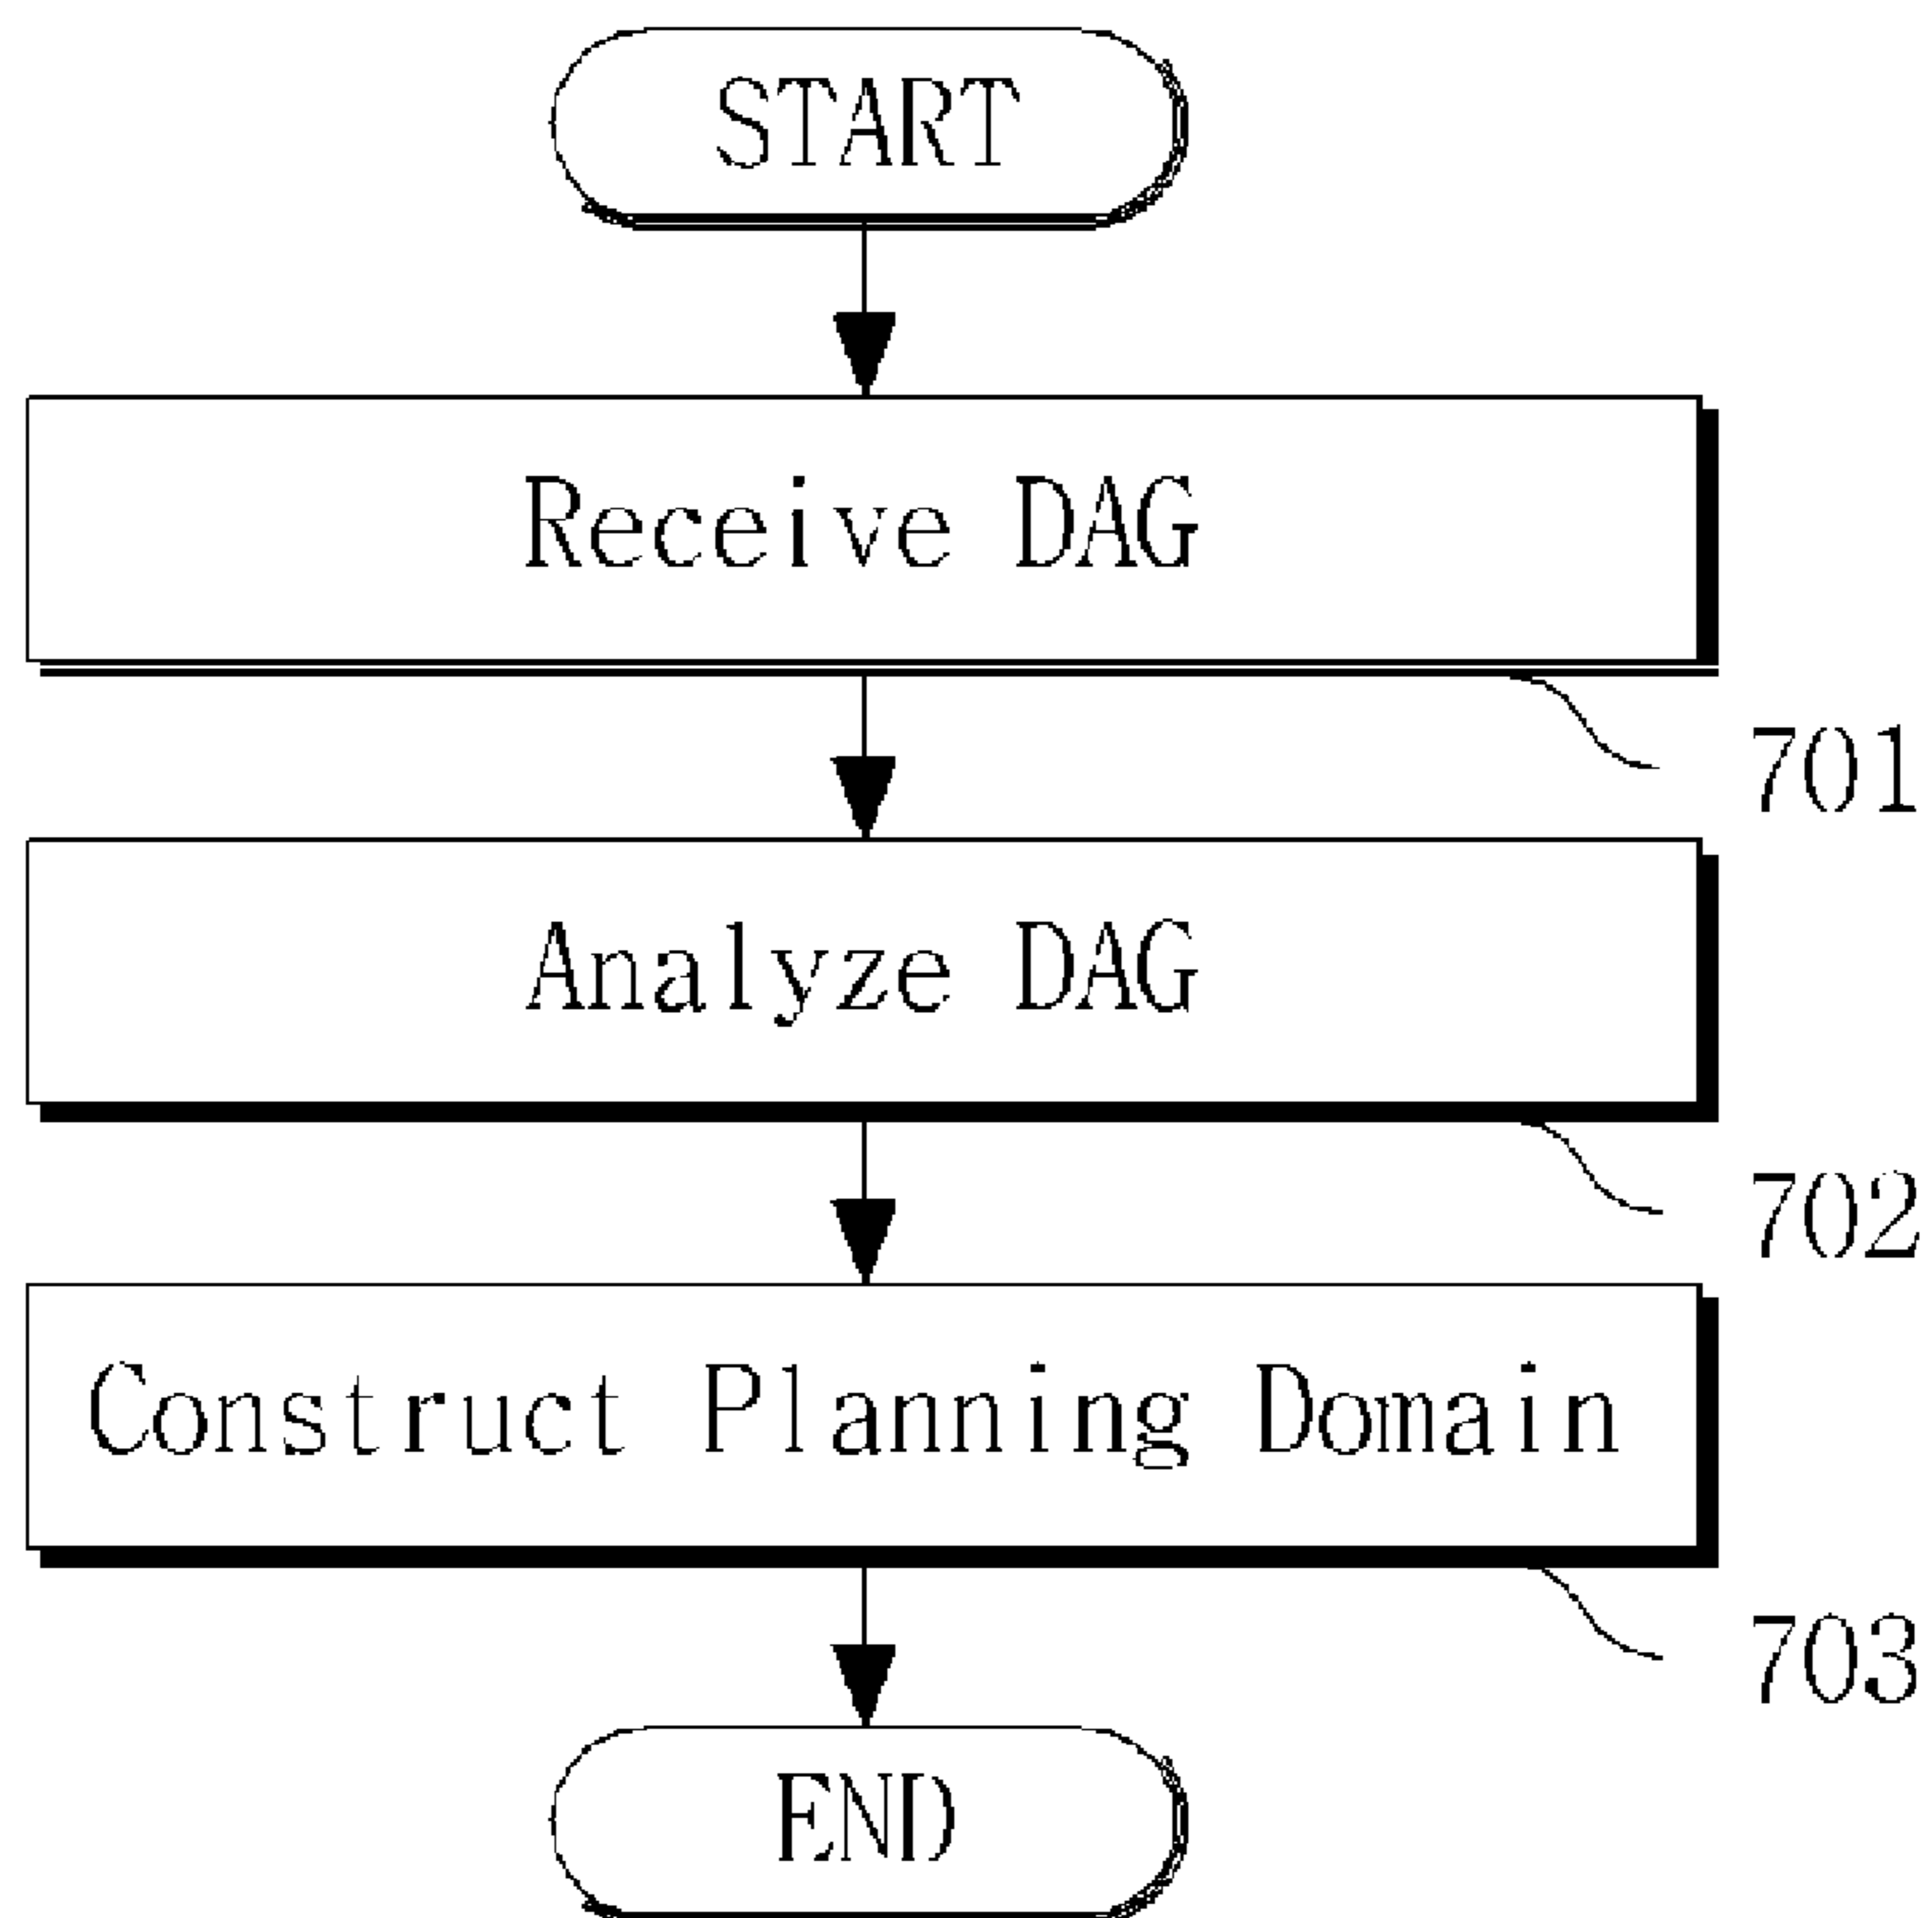 START
Receive DAG
701
Analyze DAG
702
Construct Planning Domain
703
END